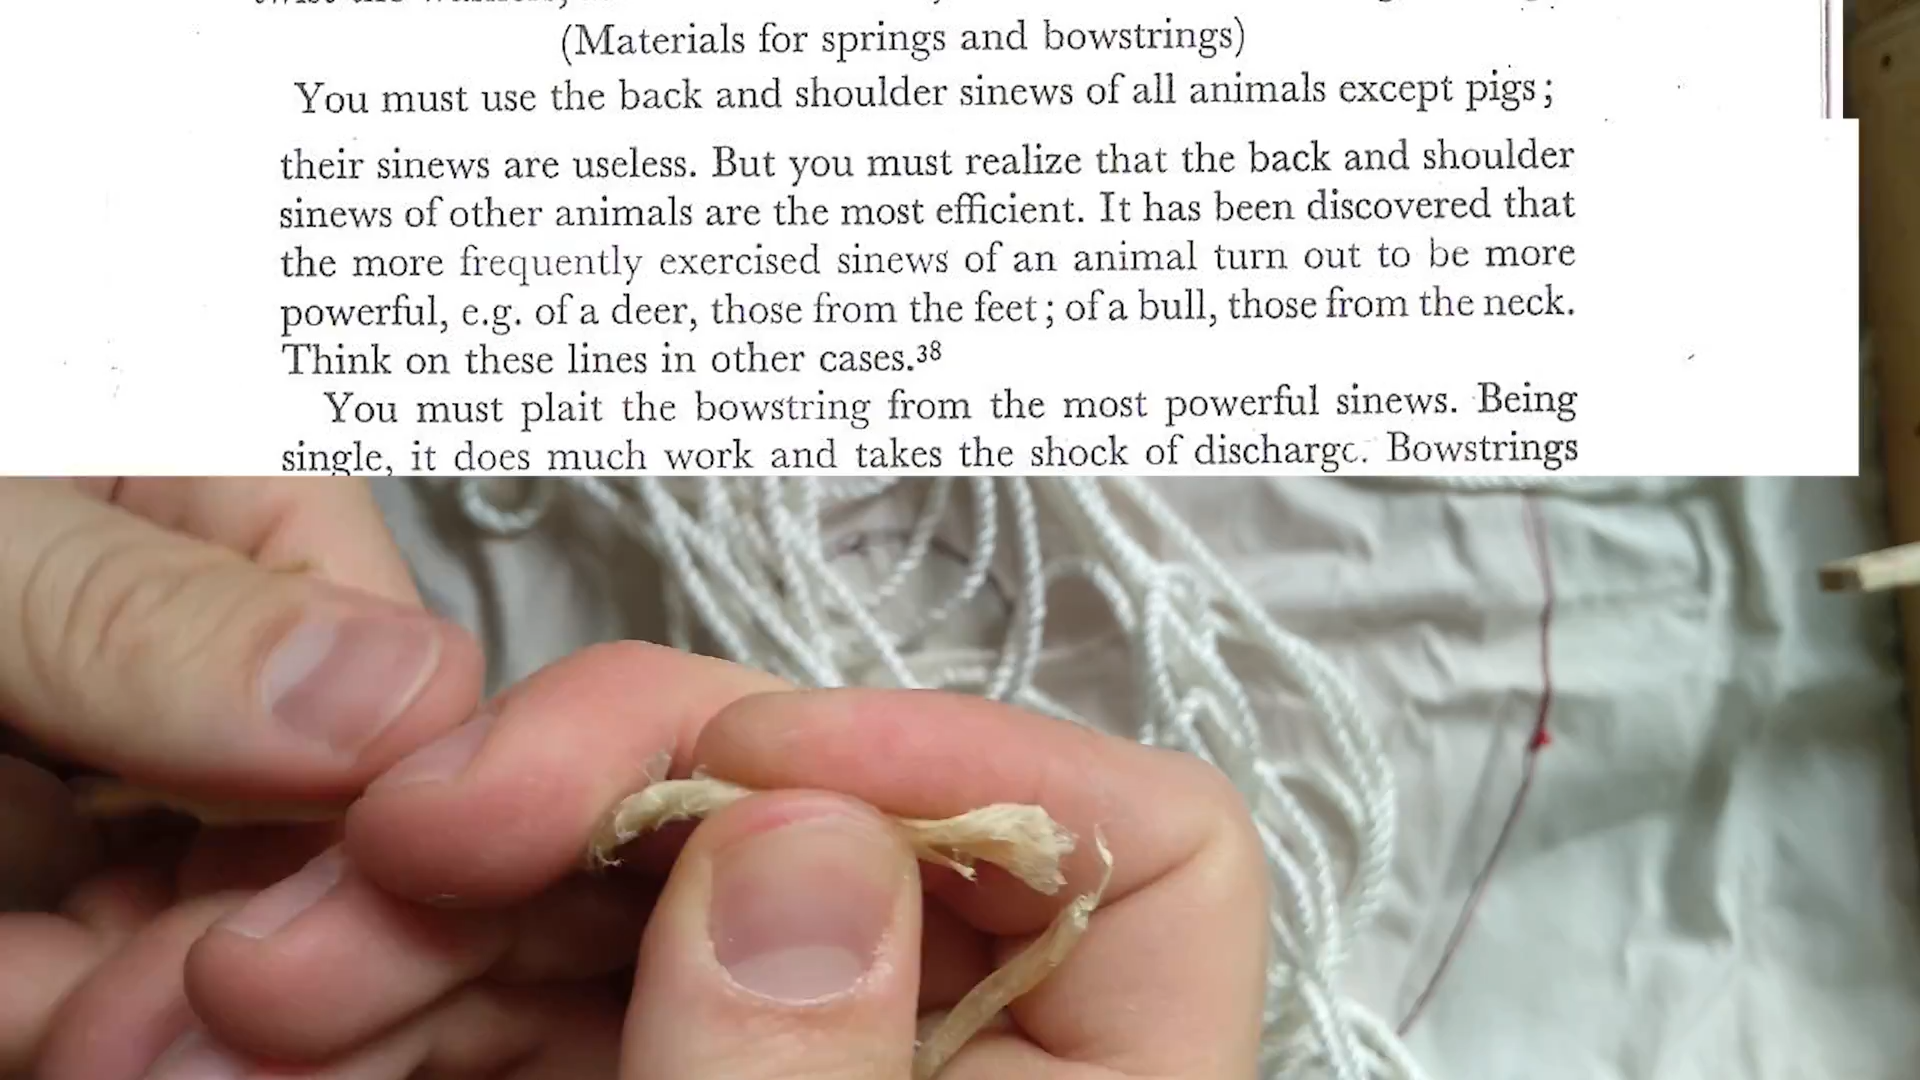 (Materials for springs and bowstrings)
You must use the back and shoulder sinews of all animals except pigs;
their sinews are useless. But you must realize that the back and shoulder
sinews of other animals are the most efficient. It has been discovered that
the more frequently exercised sinews of an animal turn out to be more
powerful, e.g. of a deer, those from the feet; of a bull, those from the neck.
Think on these lines in other cases.³⁸
You must plait the bowstring from the most powerful sinews. Being
single, it does much work and takes the shock of discharge. Bowstrings